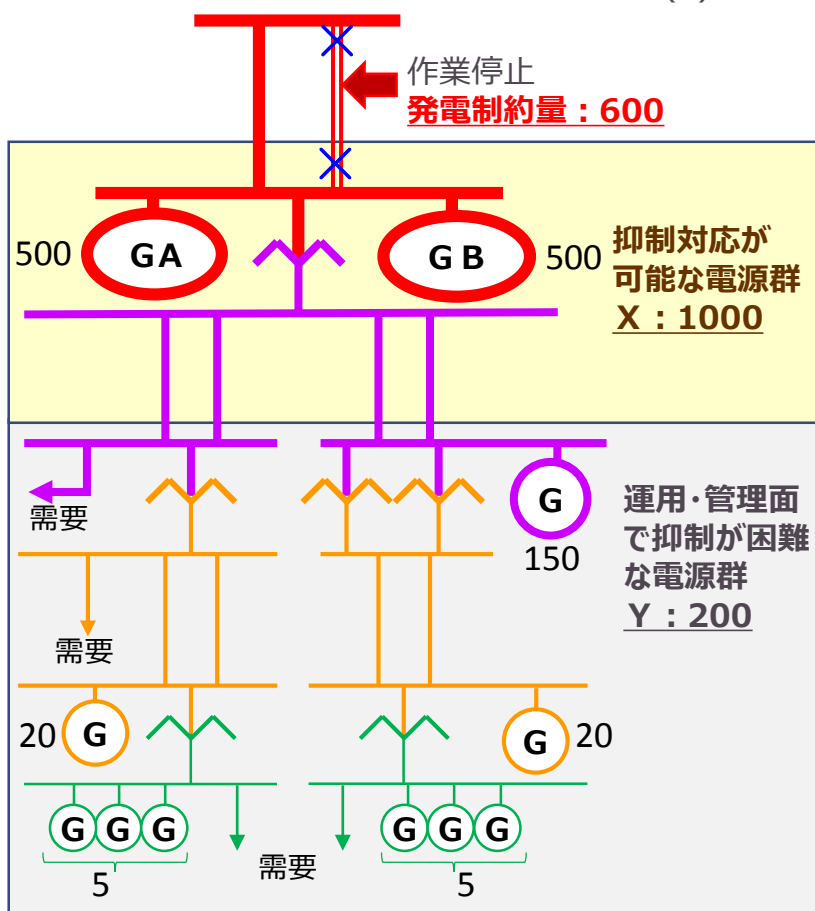 作業停止
発電制約量：600
500
GA
GB
500
抑制対応が
可能な電源群
X：1000
需要
G
150
運用・管理面
で抑制が困難
な電源群
Y：200
需要
20
G
G
20
G G G
5
需要
G G G
5